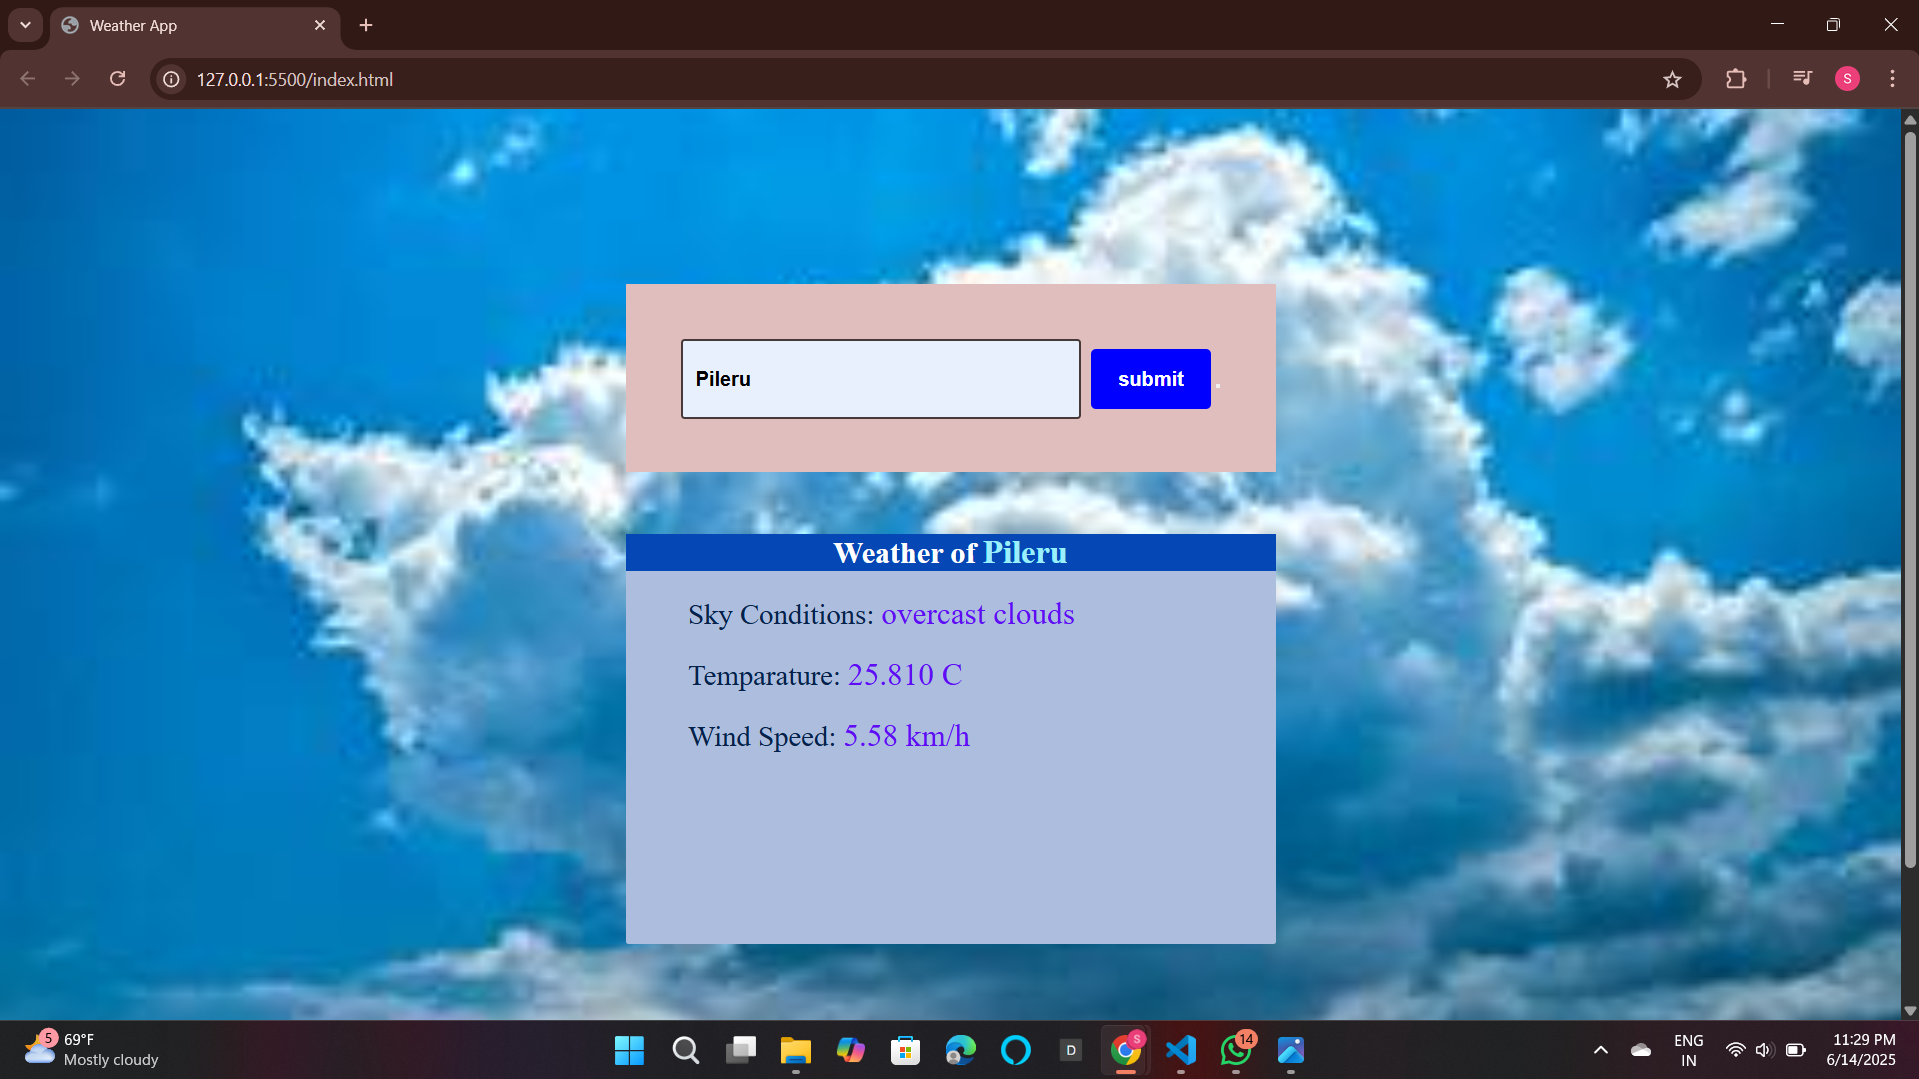 Weather App
127.0.0.1:5500/index.html
S
Pileru
submit .
Weather of Pileru
Sky Conditions: overcast clouds
Temparature: 25.810 C
Wind Speed: 5.58 km/h
5
69°F
Mostly cloudy
D
S
14
ENG
IN
11:29 PM
6/14/2025